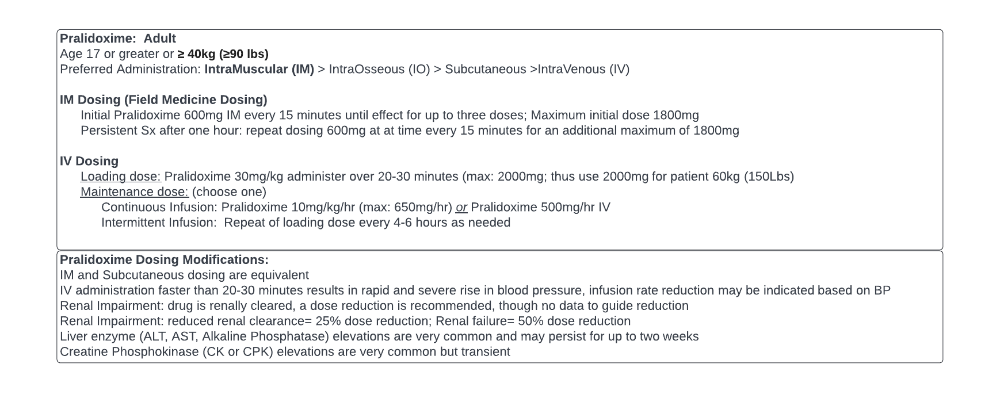 Pralidoxime:  Adult
Age 17 or greater or ≥ 40kg (≥90 lbs)
Preferred Administration: IntraMuscular (IM) > IntraOsseous (IO) > Subcutaneous >IntraVenous (IV)
IM Dosing (Field Medicine Dosing)
Initial Pralidoxime 600mg IM every 15 minutes until effect for up to three doses; Maximum initial dose 1800mg
Persistent Sx after one hour: repeat dosing 600mg at at time every 15 minutes for an additional maximum of 1800mg
IV Dosing
Loading dose: Pralidoxime 30mg/kg administer over 20-30 minutes (max: 2000mg; thus use 2000mg for patient 60kg (150Lbs)
Maintenance dose: (choose one)
Continuous Infusion: Pralidoxime 10mg/kg/hr (max: 650mg/hr) or Pralidoxime 500mg/hr IV
Intermittent Infusion:  Repeat of loading dose every 4-6 hours as needed
Pralidoxime Dosing Modifications:
IM and Subcutaneous dosing are equivalent
IV administration faster than 20-30 minutes results in rapid and severe rise in blood pressure, infusion rate reduction may be indicated based on BP
Renal Impairment: drug is renally cleared, a dose reduction is recommended, though no data to guide reduction
Renal Impairment: reduced renal clearance= 25% dose reduction; Renal failure= 50% dose reduction
Liver enzyme (ALT, AST, Alkaline Phosphatase) elevations are very common and may persist for up to two weeks
Creatine Phosphokinase (CK or CPK) elevations are very common but transient